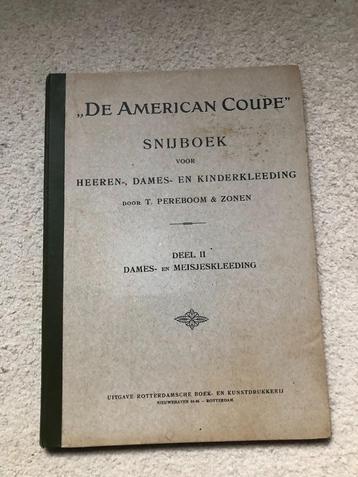 „DE AMERICAN COUPE”
SNIJBOEK
VOOR
HEEREN-, DAMES- EN KINDERKLEEDING
DOOR T. PEREBOOM & ZONEN
DEEL II
DAMES- EN MEISJESKLEEDING
UITGAVE ROTTERDAMSCHE BOEK- EN KUNSTDRUKKERIJ
NIEUWEHAVEN – ROTTERDAM